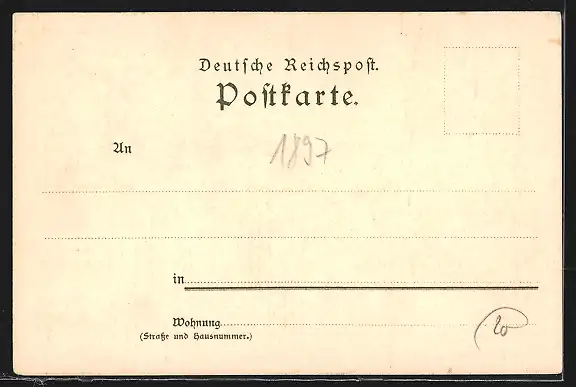 Deutſche Reichspoſt.
Poſtkarte.
1897
An
in
Wohnung
(Straße und Hausnummer.)
20